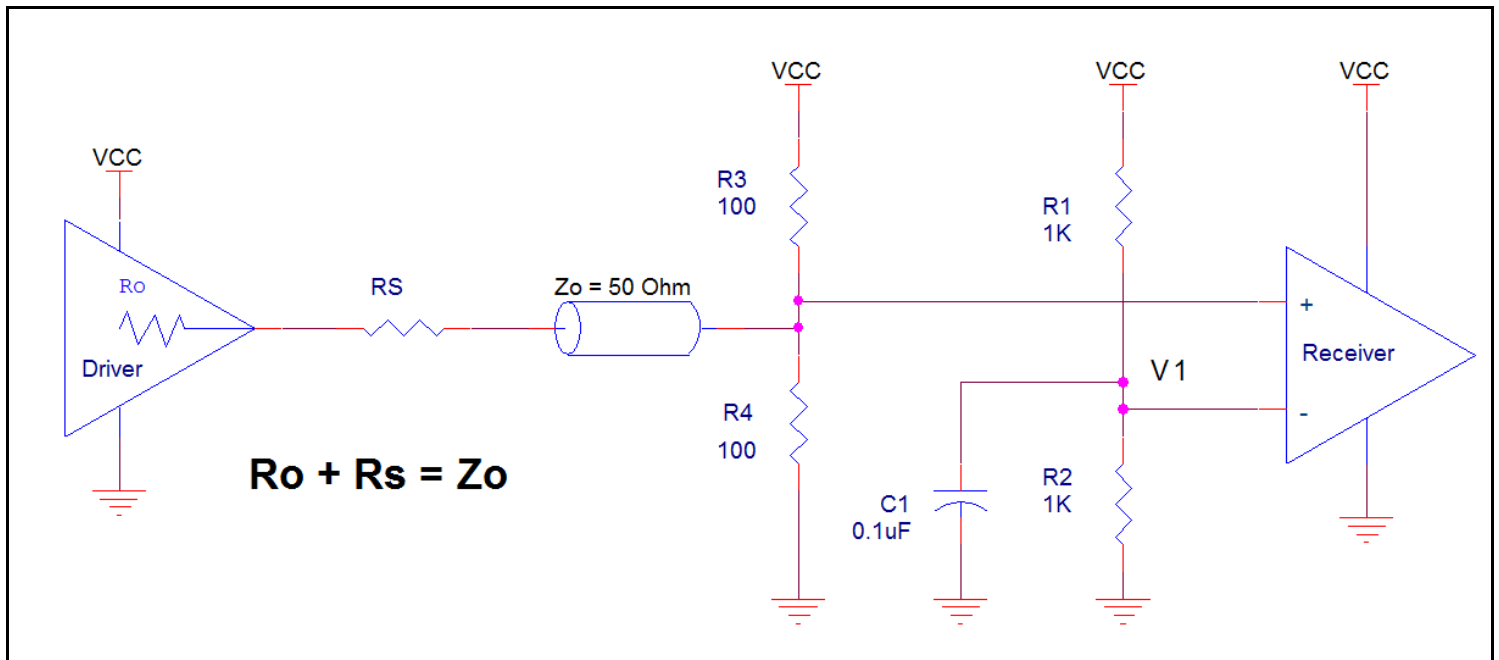 VCC
VCC
VCC
VCC
R3
100
R1
1K
Ro
RS
Zo = 50 Ohm
+
Receiver
Driver
V1
-
R4
100
Ro + Rs = Zo
R2
1K
C1
0.1uF